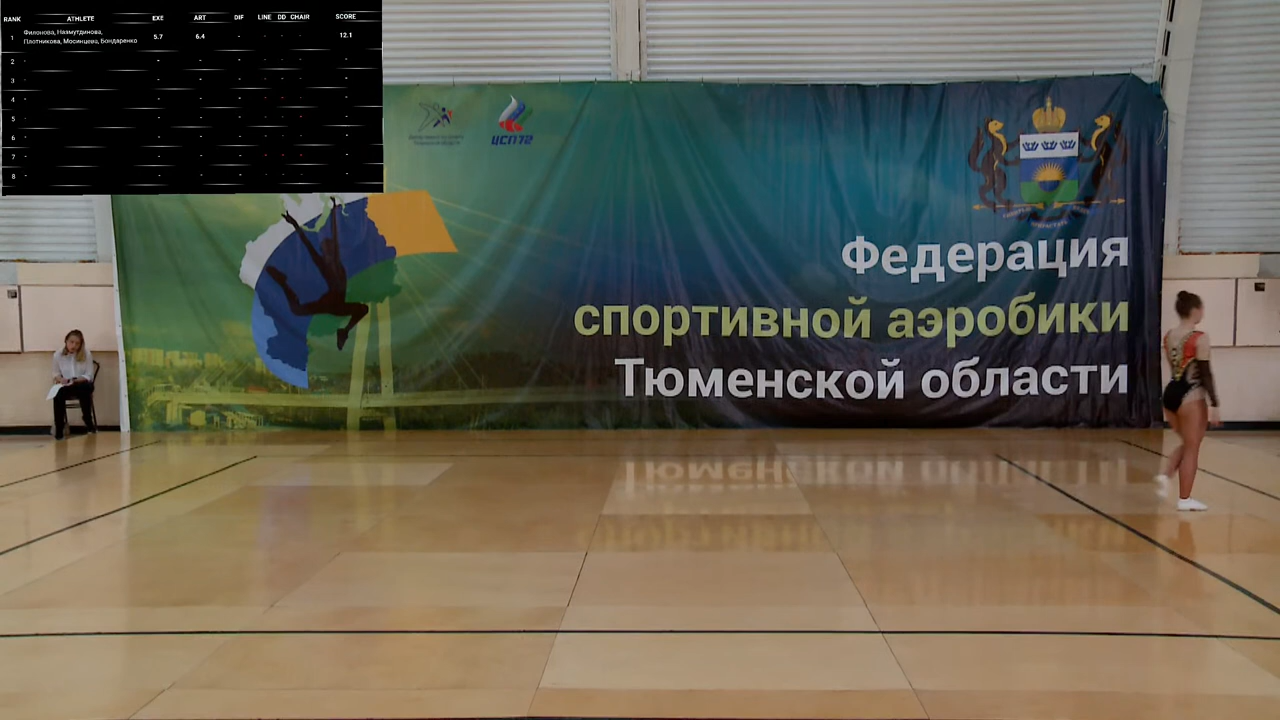 RANK ATHLETE EXE ART DIF LINE DD CHAIR SCORE
1 Филонова, Назмутдинова, Плотникова, Мосинцева, Бондаренко 5.7 6.4 - - - - 12.1
2 - - - - - - - -
3 - - - - - - - -
4 - - - - - - - -
5 - - - - - - - -
6 - - - - - - - -
7 - - - - - - - -
8 - - - - - - - -
ЦСП72
Федерация
спортивной аэробики
Тюменской области